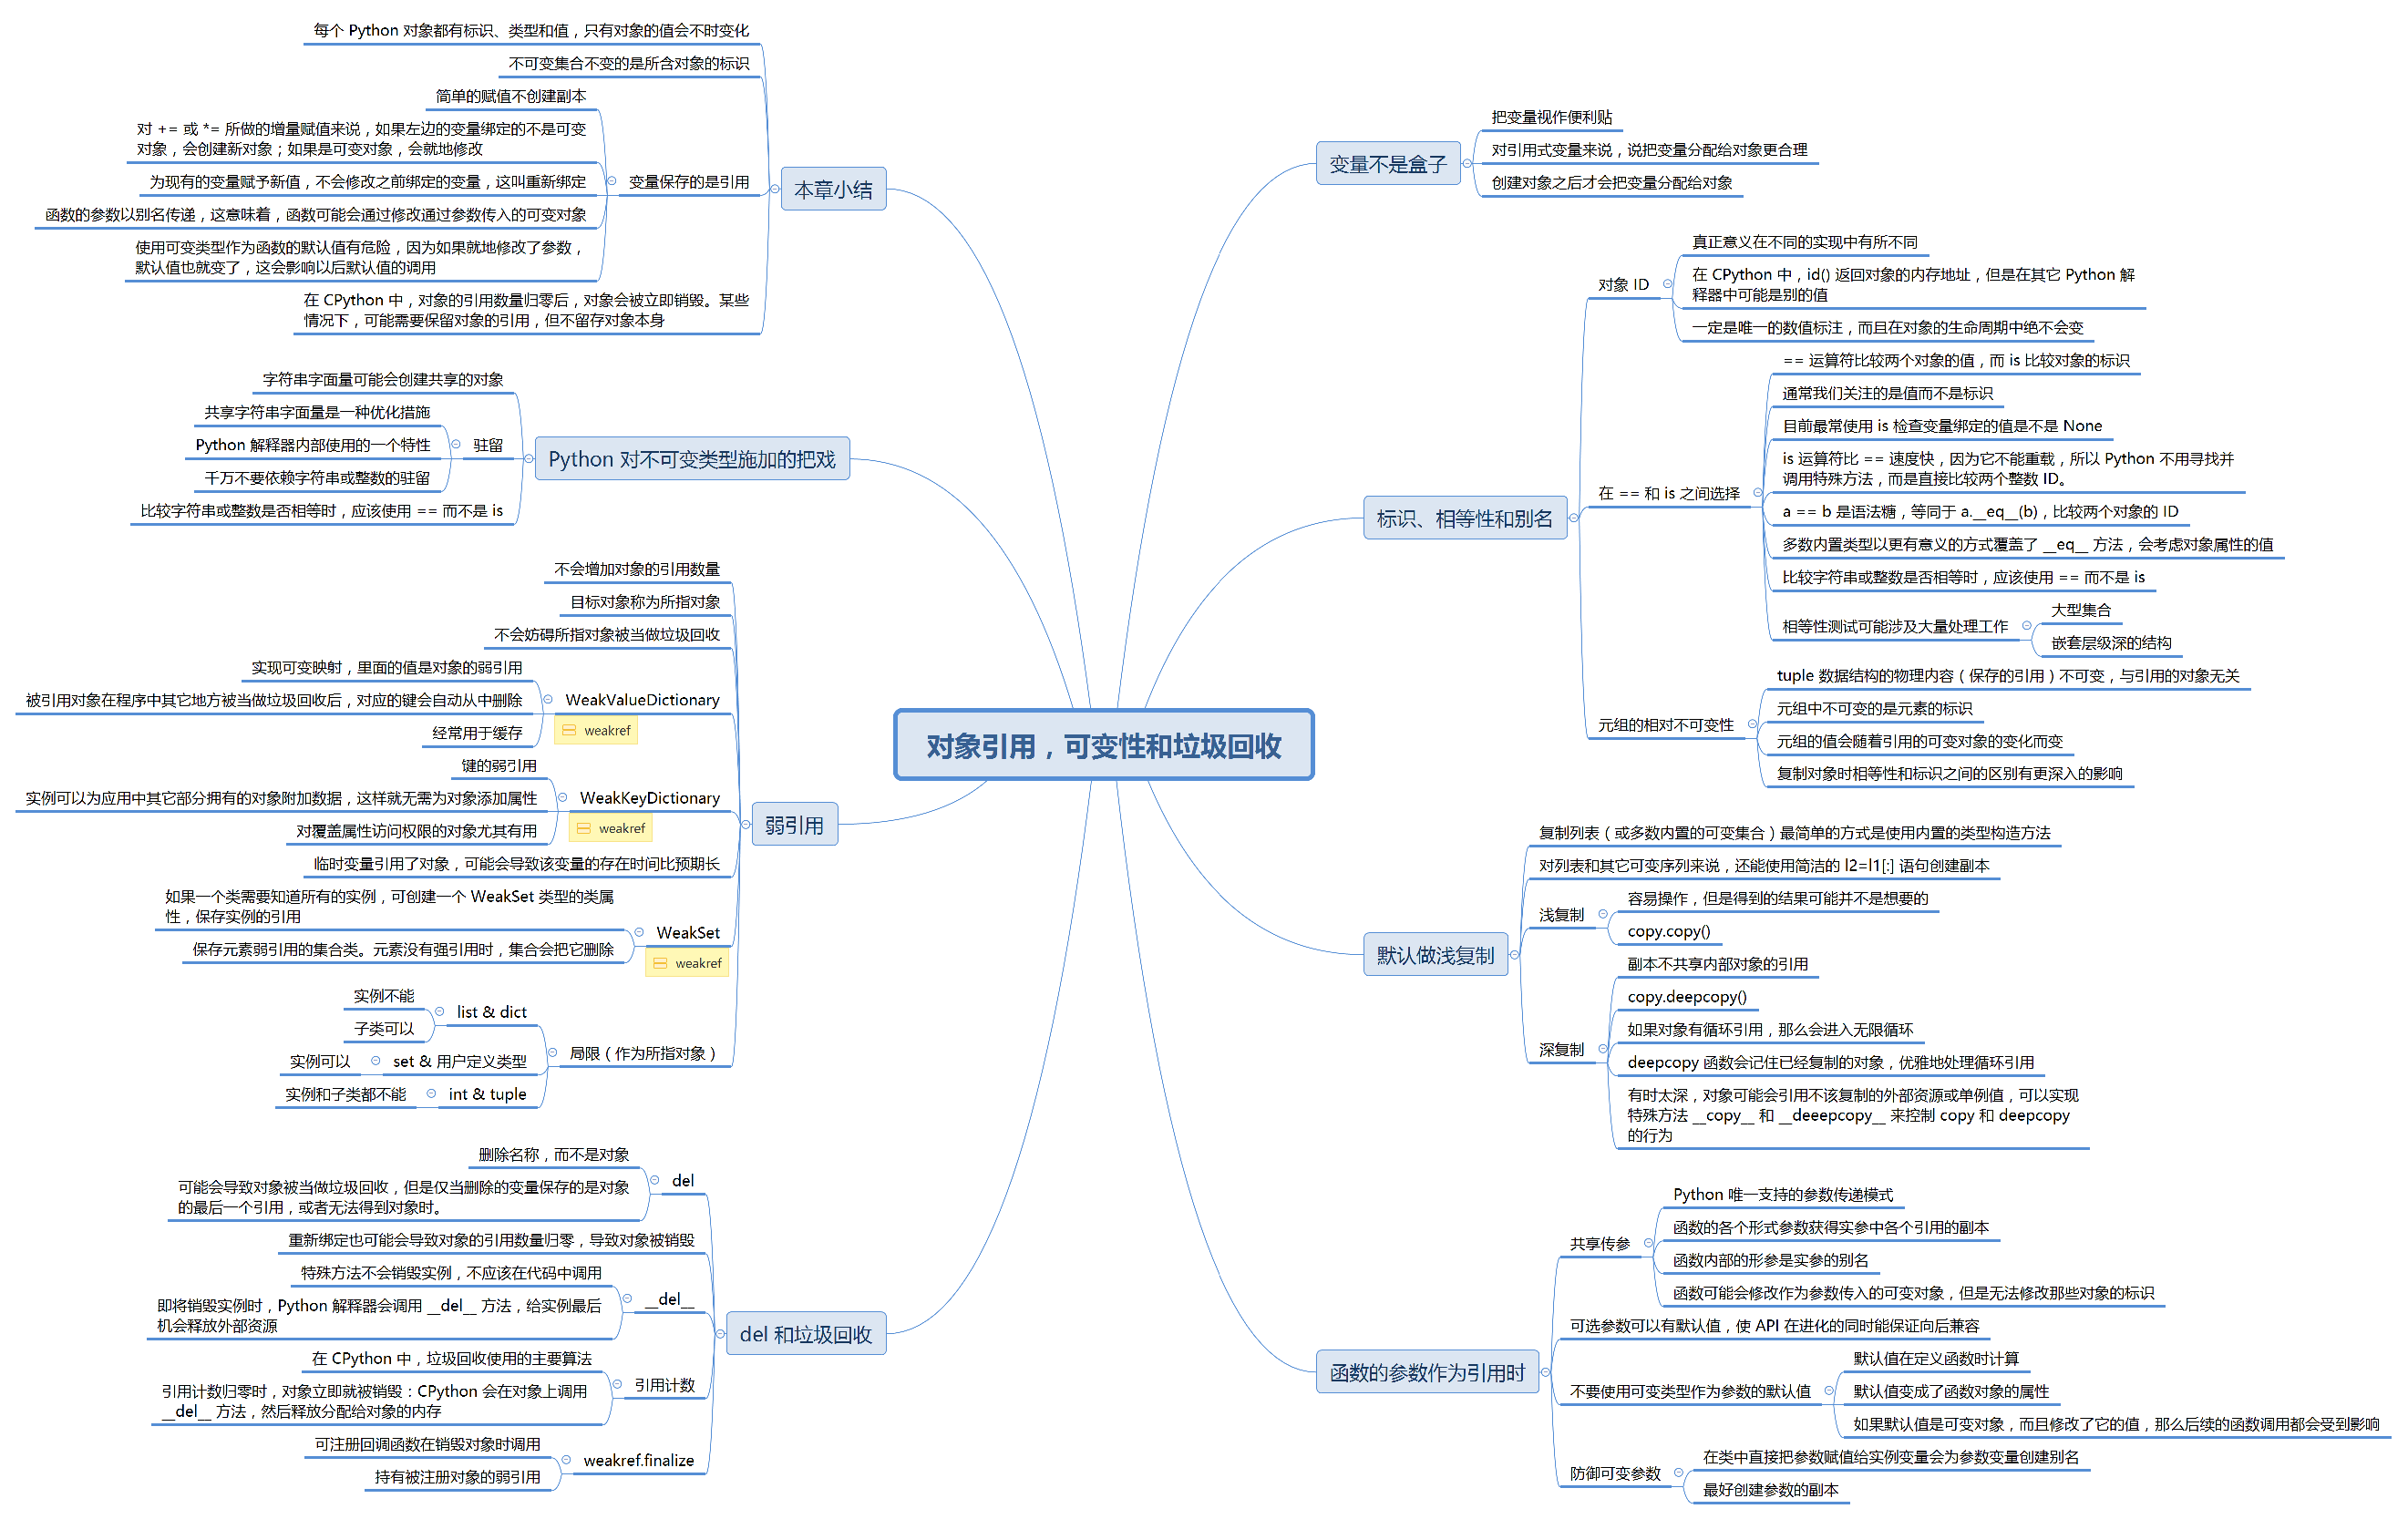 对象引用，可变性和垃圾回收
变量不是盒子
把变量视作便利贴
对引用式变量来说，说把变量分配给对象更合理
创建对象之后才会把变量分配给对象
标识、相等性和别名
对象 ID
真正意义在不同的实现中有所不同
在 CPython 中，id() 返回对象的内存地址，但是在其它 Python 解
释器中可能是别的值
一定是唯一的数值标注，而且在对象的生命周期中绝不会变
在 == 和 is 之间选择
== 运算符比较两个对象的值，而 is 比较对象的标识
通常我们关注的是值而不是标识
目前最常使用 is 检查变量绑定的值是不是 None
is 运算符比 == 速度快，因为它不能重载，所以 Python 不用寻找并
调用特殊方法，而是直接比较两个整数 ID。
a == b 是语法糖，等同于 a.__eq__(b)，比较两个对象的 ID
多数内置类型以更有意义的方式覆盖了 __eq__ 方法，会考虑对象属性的值
比较字符串或整数是否相等时，应该使用 == 而不是 is
相等性测试可能涉及大量处理工作
大型集合
嵌套层级深的结构
元组的相对不可变性
tuple 数据结构的物理内容（保存的引用）不可变，与引用的对象无关
元组中不可变的是元素的标识
元组的值会随着引用的可变对象的变化而变
复制对象时相等性和标识之间的区别有更深入的影响
默认做浅复制
复制列表（或多数内置的可变集合）最简单的方式是使用内置的类型构造方法
对列表和其它可变序列来说，还能使用简洁的 l2=l1[:] 语句创建副本
浅复制
容易操作，但是得到的结果可能并不是想要的
copy.copy()
深复制
副本不共享内部对象的引用
copy.deepcopy()
如果对象有循环引用，那么会进入无限循环
deepcopy 函数会记住已经复制的对象，优雅地处理循环引用
有时太深，对象可能会引用不该复制的外部资源或单例值，可以实现
特殊方法 __copy__ 和 __deeepcopy__ 来控制 copy 和 deepcopy
的行为
函数的参数作为引用时
共享传参
Python 唯一支持的参数传递模式
函数的各个形式参数获得实参中各个引用的副本
函数内部的形参是实参的别名
函数可能会修改作为参数传入的可变对象，但是无法修改那些对象的标识
可选参数可以有默认值，使 API 在进化的同时能保证向后兼容
不要使用可变类型作为参数的默认值
默认值在定义函数时计算
默认值变成了函数对象的属性
如果默认值是可变对象，而且修改了它的值，那么后续的函数调用都会受到影响
防御可变参数
在类中直接把参数赋值给实例变量会为参数变量创建别名
最好创建参数的副本
del 和垃圾回收
del
删除名称，而不是对象
可能会导致对象被当做垃圾回收，但是仅当删除的变量保存的是对象
的最后一个引用，或者无法得到对象时。
重新绑定也可能会导致对象的引用数量归零，导致对象被销毁
__del__
特殊方法不会销毁实例，不应该在代码中调用
即将销毁实例时，Python 解释器会调用 __del__ 方法，给实例最后
机会释放外部资源
引用计数
在 CPython 中，垃圾回收使用的主要算法
引用计数归零时，对象立即就被销毁：CPython 会在对象上调用
__del__ 方法，然后释放分配给对象的内存
weakref.finalize
可注册回调函数在销毁对象时调用
持有被注册对象的弱引用
弱引用
不会增加对象的引用数量
目标对象称为所指对象
不会妨碍所指对象被当做垃圾回收
WeakValueDictionary
weakref
实现可变映射，里面的值是对象的弱引用
被引用对象在程序中其它地方被当做垃圾回收后，对应的键会自动从中删除
经常用于缓存
WeakKeyDictionary
weakref
键的弱引用
实例可以为应用中其它部分拥有的对象附加数据，这样就无需为对象添加属性
对覆盖属性访问权限的对象尤其有用
临时变量引用了对象，可能会导致该变量的存在时间比预期长
WeakSet
weakref
如果一个类需要知道所有的实例，可创建一个 WeakSet 类型的类属
性，保存实例的引用
保存元素弱引用的集合类。元素没有强引用时，集合会把它删除
局限（作为所指对象）
list & dict
实例不能
子类可以
set & 用户定义类型
实例可以
int & tuple
实例和子类都不能
Python 对不可变类型施加的把戏
字符串字面量可能会创建共享的对象
驻留
共享字符串字面量是一种优化措施
Python 解释器内部使用的一个特性
千万不要依赖字符串或整数的驻留
比较字符串或整数是否相等时，应该使用 == 而不是 is
本章小结
每个 Python 对象都有标识、类型和值，只有对象的值会不时变化
不可变集合不变的是所含对象的标识
变量保存的是引用
简单的赋值不创建副本
对 += 或 *= 所做的增量赋值来说，如果左边的变量绑定的不是可变
对象，会创建新对象；如果是可变对象，会就地修改
为现有的变量赋予新值，不会修改之前绑定的变量，这叫重新绑定
函数的参数以别名传递，这意味着，函数可能会通过修改通过参数传入的可变对象
使用可变类型作为函数的默认值有危险，因为如果就地修改了参数，
默认值也就变了，这会影响以后默认值的调用
在 CPython 中，对象的引用数量归零后，对象会被立即销毁。某些
情况下，可能需要保留对象的引用，但不留存对象本身